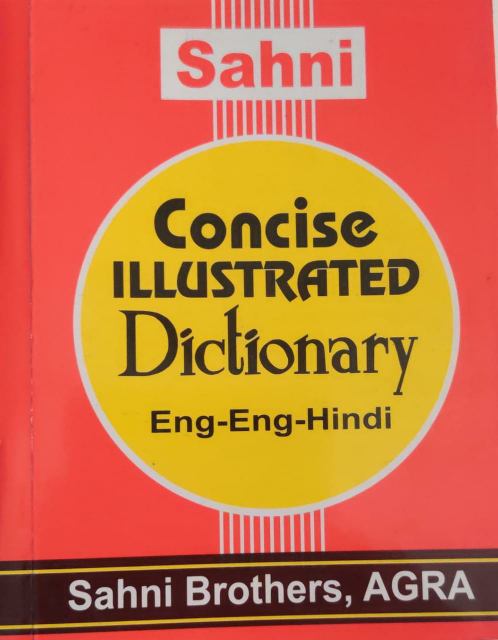 Sahni
Concise
ILLUSTRATED
Dictionary
Eng-Eng-Hindi
Sahni Brothers, AGRA